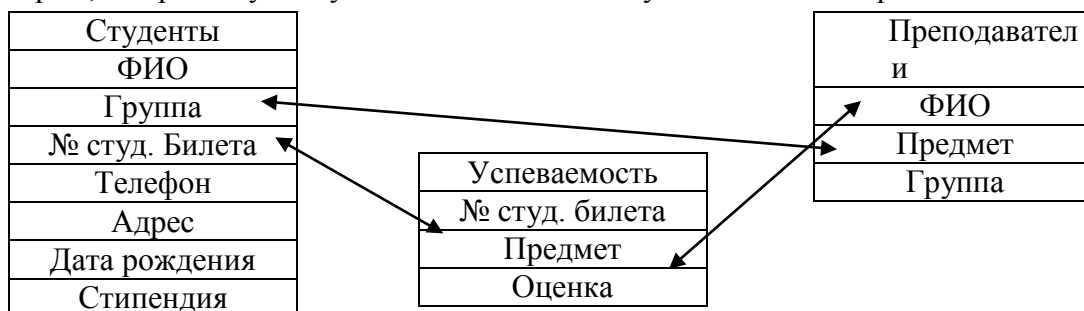 Студенты
ФИО
Группа
№ студ. Билета
Телефон
Адрес
Дата рождения
Стипендия
Успеваемость
№ студ. билета
Предмет
Оценка
Преподавател
и
ФИО
Предмет
Группа